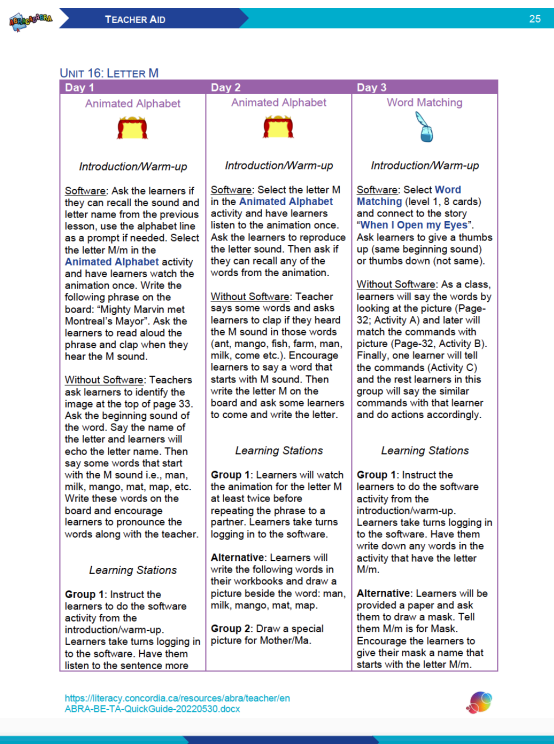 ABRACADABRA
TEACHER AID
25
UNIT 16: LETTER M
Day 1
Animated Alphabet
Introduction/Warm-up
Software: Ask the learners if
they can recall the sound and
letter name from the previous
lesson, use the alphabet line
as a prompt if needed. Select
the letter M/m in the
Animated Alphabet activity
and have learners watch the
animation once. Write the
following phrase on the
board: “Mighty Marvin met
Montreal’s Mayor”. Ask the
learners to read aloud the
phrase and clap when they
hear the M sound.
Without Software: Teachers
ask learners to identify the
image at the top of page 33.
Ask the beginning sound of
the word. Say the name of
the letter and learners will
echo the letter name. Then
say some words that start
with the M sound i.e., man,
milk, mango, mat, map, etc.
Write these words on the
board and encourage
learners to pronounce the
words along with the teacher.
Learning Stations
Group 1: Instruct the
learners to do the software
activity from the
introduction/warm-up.
Learners take turns logging in
to the software. Have them
listen to the sentence more
Day 2
Animated Alphabet
Introduction/Warm-up
Software: Select the letter M
in the Animated Alphabet
activity and have learners
listen to the animation once.
Ask the learners to reproduce
the letter sound. Then ask if
they can recall any of the
words from the animation.
Without Software: Teacher
says some words and asks
learners to clap if they heard
the M sound in those words
(ant, mango, fish, farm, man,
milk, come etc.). Encourage
learners to say a word that
starts with M sound. Then
write the letter M on the
board and ask some learners
to come and write the letter.
Learning Stations
Group 1: Learners will watch
the animation for the letter M
at least twice before
repeating the phrase to a
partner. Learners take turns
logging in to the software.
Alternative: Learners will
write the following words in
their workbooks and draw a
picture beside the word: man,
milk, mango, mat, map.
Group 2: Draw a special
picture for Mother/Ma.
Day 3
Word Matching
Introduction/Warm-up
Software: Select Word
Matching (level 1, 8 cards)
and connect to the story
“When I Open my Eyes”.
Ask learners to give a thumbs
up (same beginning sound)
or thumbs down (not same).
Without Software: As a class,
learners will say the words by
looking at the picture (Page-
32; Activity A) and later will
match the commands with
picture (Page-32, Activity B).
Finally, one learner will tell
the commands (Activity C)
and the rest learners in this
group will say the similar
commands with that learner
and do actions accordingly.
Learning Stations
Group 1: Instruct the
learners to do the software
activity from the
introduction/warm-up.
Learners take turns logging in
to the software. Have them
write down any words in the
activity that have the letter
M/m.
Alternative: Learners will be
provided a paper and ask
them to draw a mask. Tell
them M/m is for Mask.
Encourage the learners to
give their mask a name that
starts with the letter M/m.
https://literacy.concordia.ca/resources/abra/teacher/en
ABRA-BE-TA-QuickGuide-20220530.docx